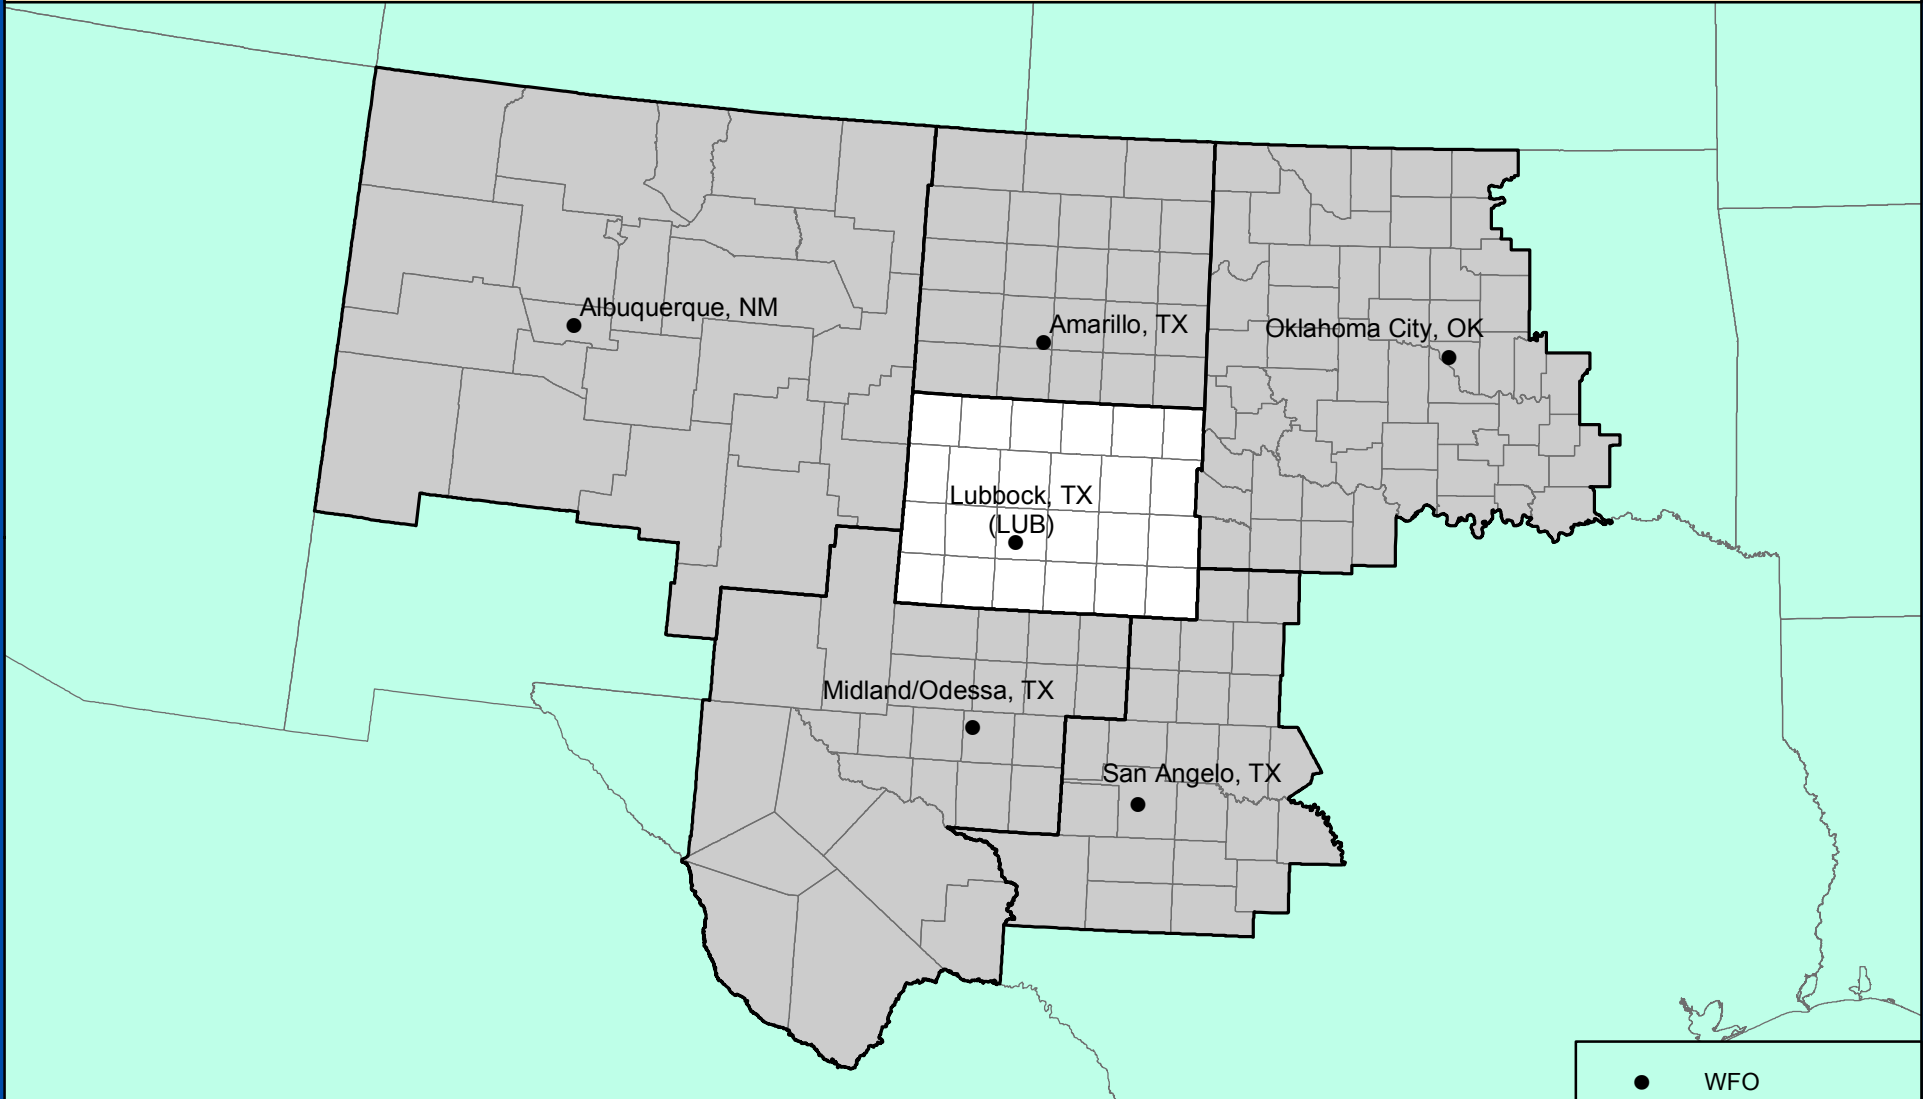 Albuquerque, NM
Amarillo, TX
Oklahoma City, OK
Lubbock, TX
(LUB)
Midland/Odessa, TX
San Angelo, TX
WFO